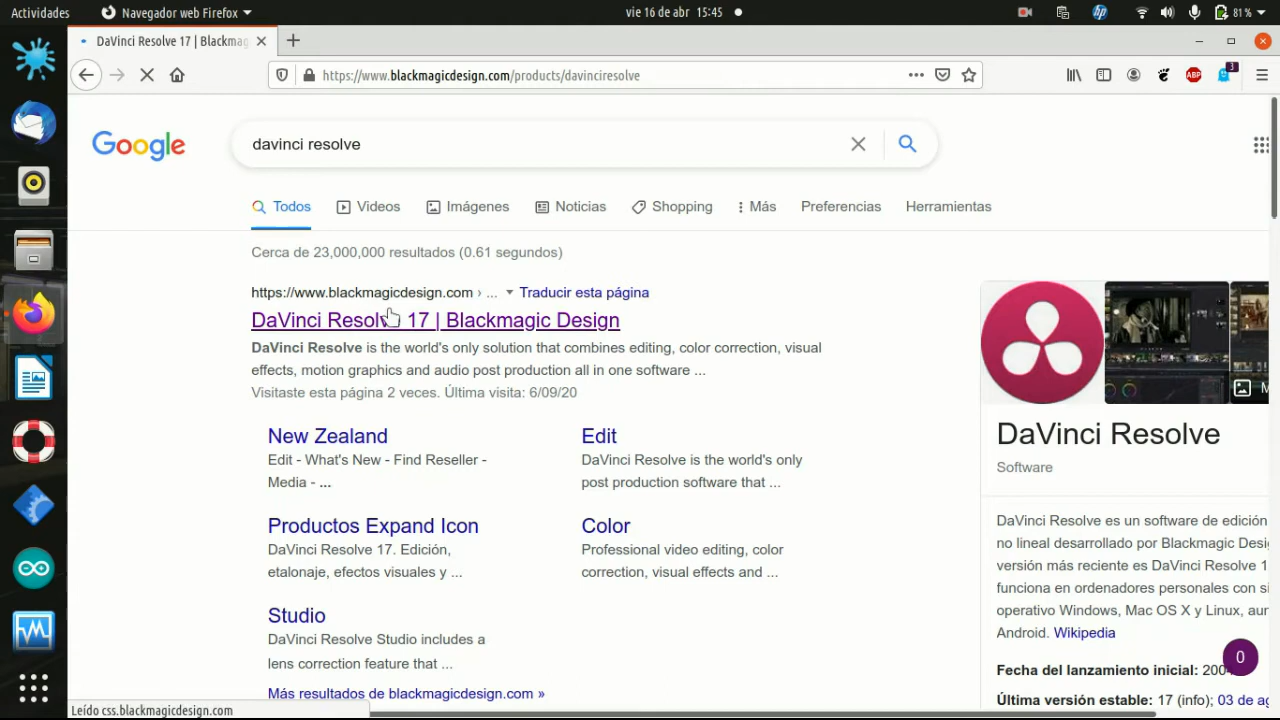 Actividades
Navegador web Firefox
vie 16 de abr 15:45
81 %
DaVinci Resolve 17 | Blackmag
https://www.blackmagicdesign.com/products/davinciresolve
ABP
3
Google
davinci resolve
Todos
Videos
Imágenes
Noticias
Shopping
Más
Preferencias
Herramientas
Cerca de 23,000,000 resultados (0.61 segundos)
https://www.blackmagicdesign.com › ... Traducir esta página
DaVinci Resolve 17 | Blackmagic Design
DaVinci Resolve is the world's only solution that combines editing, color correction, visual
effects, motion graphics and audio post production all in one software ...
Visitaste esta página 2 veces. Última visita: 6/09/20
New Zealand
Edit - What's New - Find Reseller -
Media - ...
Edit
DaVinci Resolve is the world's only
post production software that ...
Productos Expand Icon
DaVinci Resolve 17. Edición,
etalonaje, efectos visuales y ...
Color
Professional video editing, color
correction, visual effects and ...
Studio
DaVinci Resolve Studio includes a
lens correction feature that ...
Más resultados de blackmagicdesign.com »
M
DaVinci Resolve
Software
DaVinci Resolve es un software de edición
no lineal desarrollado por Blackmagic Desi
versión más reciente es DaVinci Resolve 1
funciona en ordenadores personales con si
operativo Windows, Mac OS X y Linux, aun
Android. Wikipedia
0
Fecha del lanzamiento inicial: 200
Última versión estable: 17 (info); 03 de ag
Leído css.blackmagicdesign.com